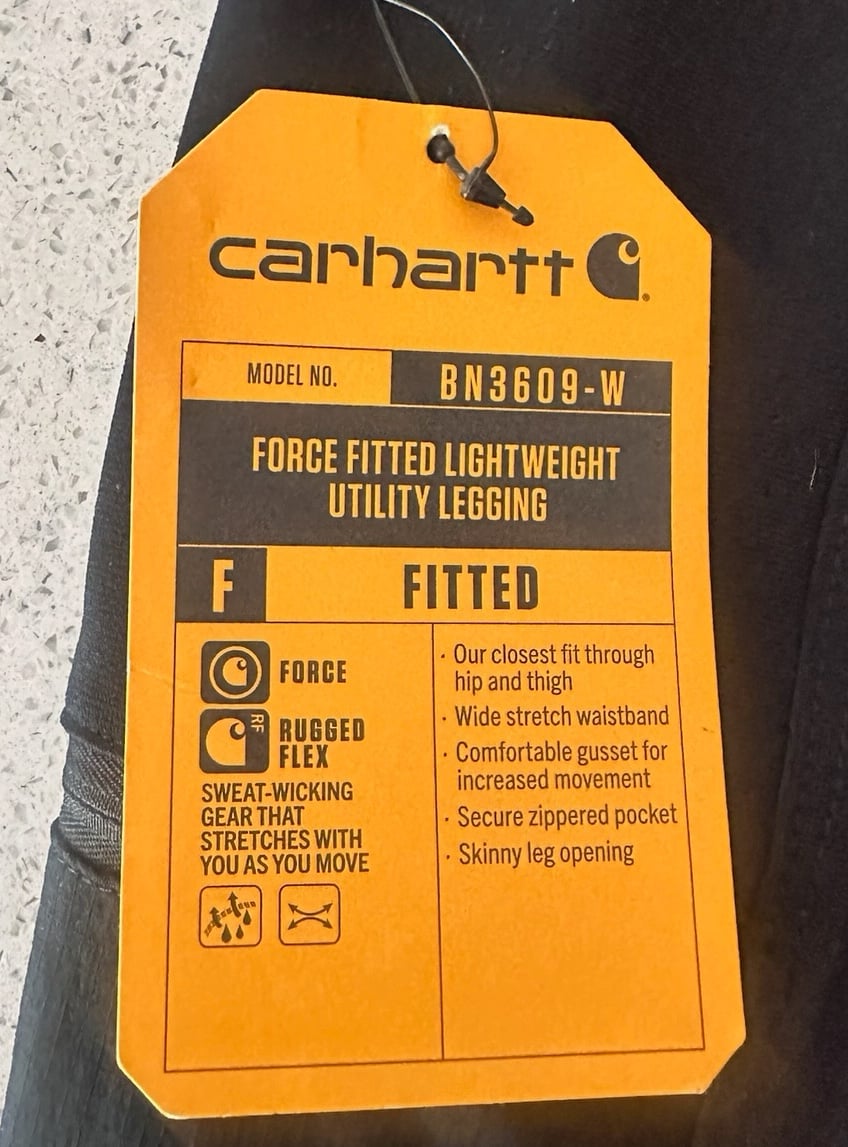 carhartt
MODEL NO.
BN3609-W
FORCE FITTED LIGHTWEIGHT
UTILITY LEGGING
F
FITTED
FORCE
RF
RUGGED
FLEX
SWEAT-WICKING
GEAR THAT
STRETCHES WITH
YOU AS YOU MOVE
· Our closest fit through
hip and thigh
· Wide stretch waistband
· Comfortable gusset for
increased movement
· Secure zippered pocket
· Skinny leg opening